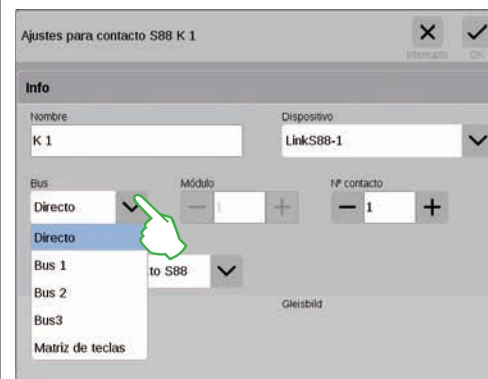 Ajustes para contacto S88 K 1
Interrupti OK
Info
Nombre Dispositivo
K 1 LinkS88-1
Bus Módulo Nº contacto
Directo 1 1
Directo
Bus 1 to S88
Bus 2
Gleisbild
Bus3
Matriz de teclas